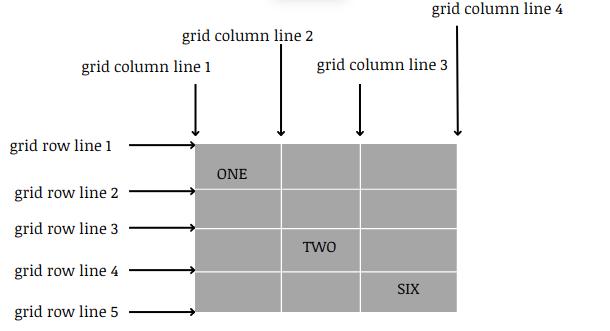 grid column line 4
grid column line 2
grid column line 1
grid column line 3
grid row line 1
ONE
grid row line 2
grid row line 3
TWO
grid row line 4
SIX
grid row line 5